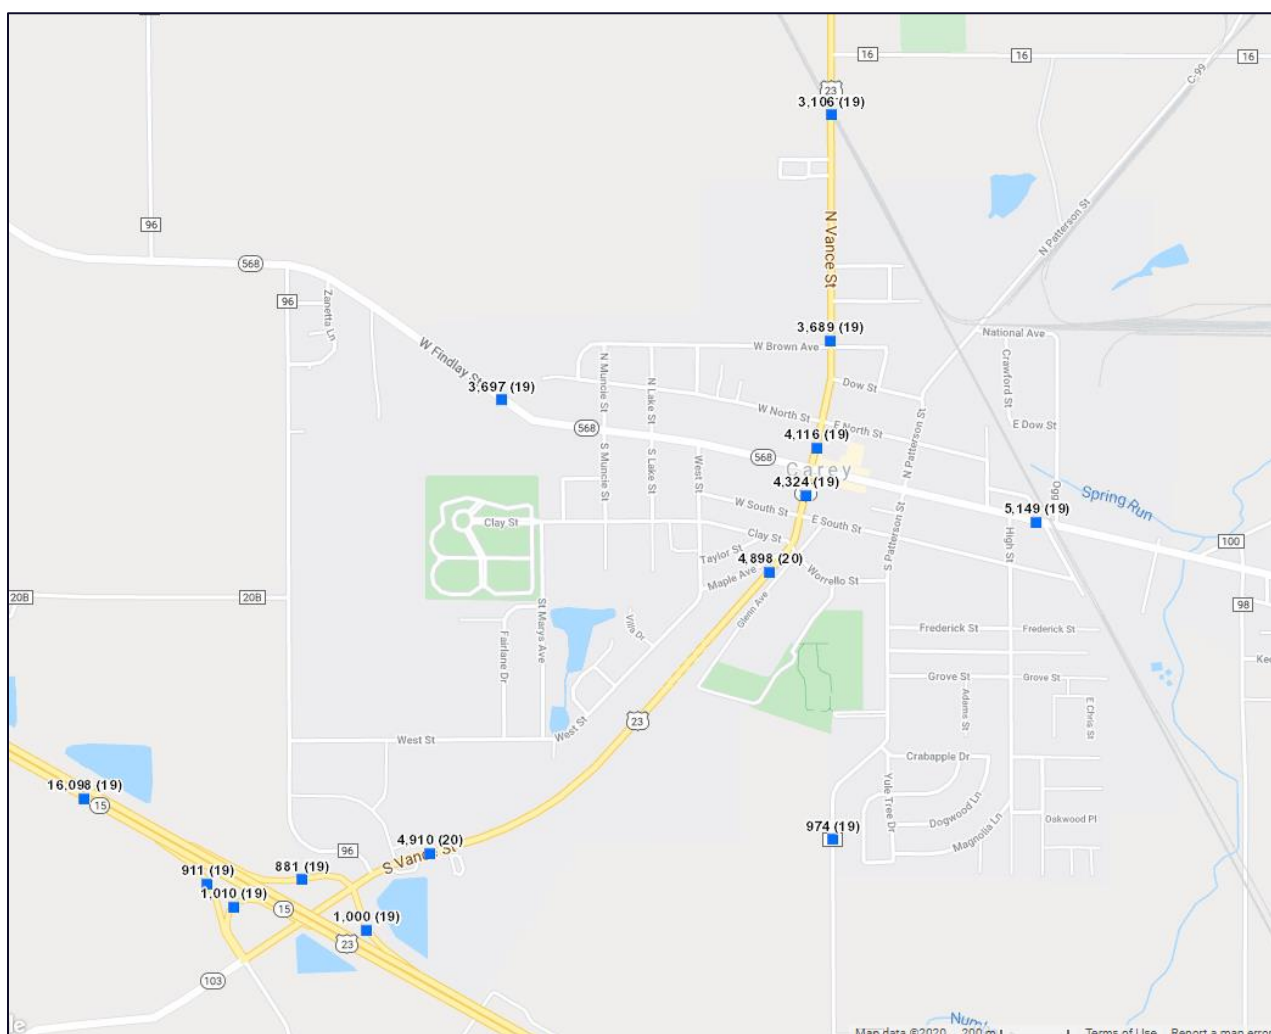 16
16
16
C-99
23
3,106 (19)
N Patterson St
96
N Vance St
568
96
Zanetta Ln
3,689 (19)
National Ave
W Brown Ave
W Findlay St
Crawford St
N Muncie St
N Lake St
Dow St
3,697 (19)
W North St
E North St
N Patterson St
E Dow St
568
4,116 (19)
568
Carey
S Muncie St
S Lake St
West St
4,324 (19)
Ogg
Spring Run
W South St
E South St
5,149 (19)
Clay St
Clay St
High St
100
Taylor St
4,898 (20)
Maple Ave
Worrello St
S Patterson St
Glenn Ave
20B
20B
98
St Marys Ave
Fairlane Dr
Villa Dr
Frederick St
Frederick St
Grove St
Grove St
Adams St
E Chris St
23
West St
West St
Crabapple Dr
Yule Tree Dr
Dogwood Ln
Magnolia Ln
Oakwood Pl
16,098 (19)
15
974 (19)
4,910 (20)
96
S Vance St
911 (19)
881 (19)
1,010 (19)
15
1,000 (19)
23
103
Map data ©2020
200 m
Terms of Use
Report a map error